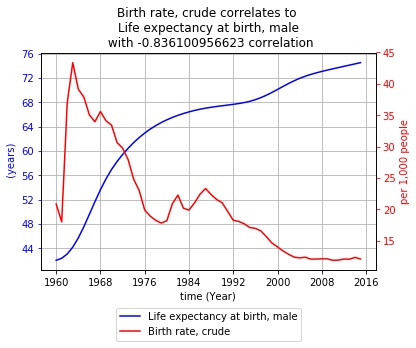 Birth rate, crude correlates to
Life expectancy at birth, male
with -0.836100956623 correlation
76
72
68
64
60
56
52
48
44
(years)
45
40
35
30
25
20
15
per 1,000 people
1960 1968 1976 1984 1992 2000 2008 2016
time (Year)
Life expectancy at birth, male
Birth rate, crude